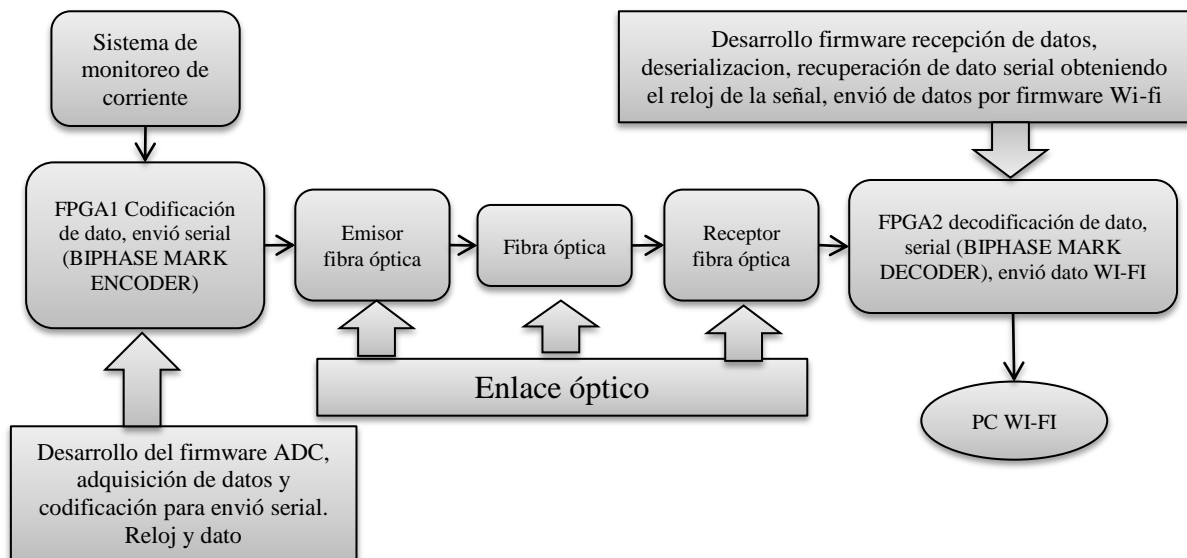 Sistema de
monitoreo de
corriente
Desarrollo firmware recepción de datos,
deserializacion, recuperación de dato serial obteniendo
el reloj de la señal, envió de datos por firmware Wi-fi
FPGA1 Codificación
de dato, envió serial
(BIPHASE MARK
ENCODER)
Emisor
fibra óptica
Fibra óptica
Receptor
fibra óptica
FPGA2 decodificación de dato,
serial (BIPHASE MARK
DECODER), envió dato WI-FI
Enlace óptico
PC WI-FI
Desarrollo del firmware ADC,
adquisición de datos y
codificación para envió serial.
Reloj y dato